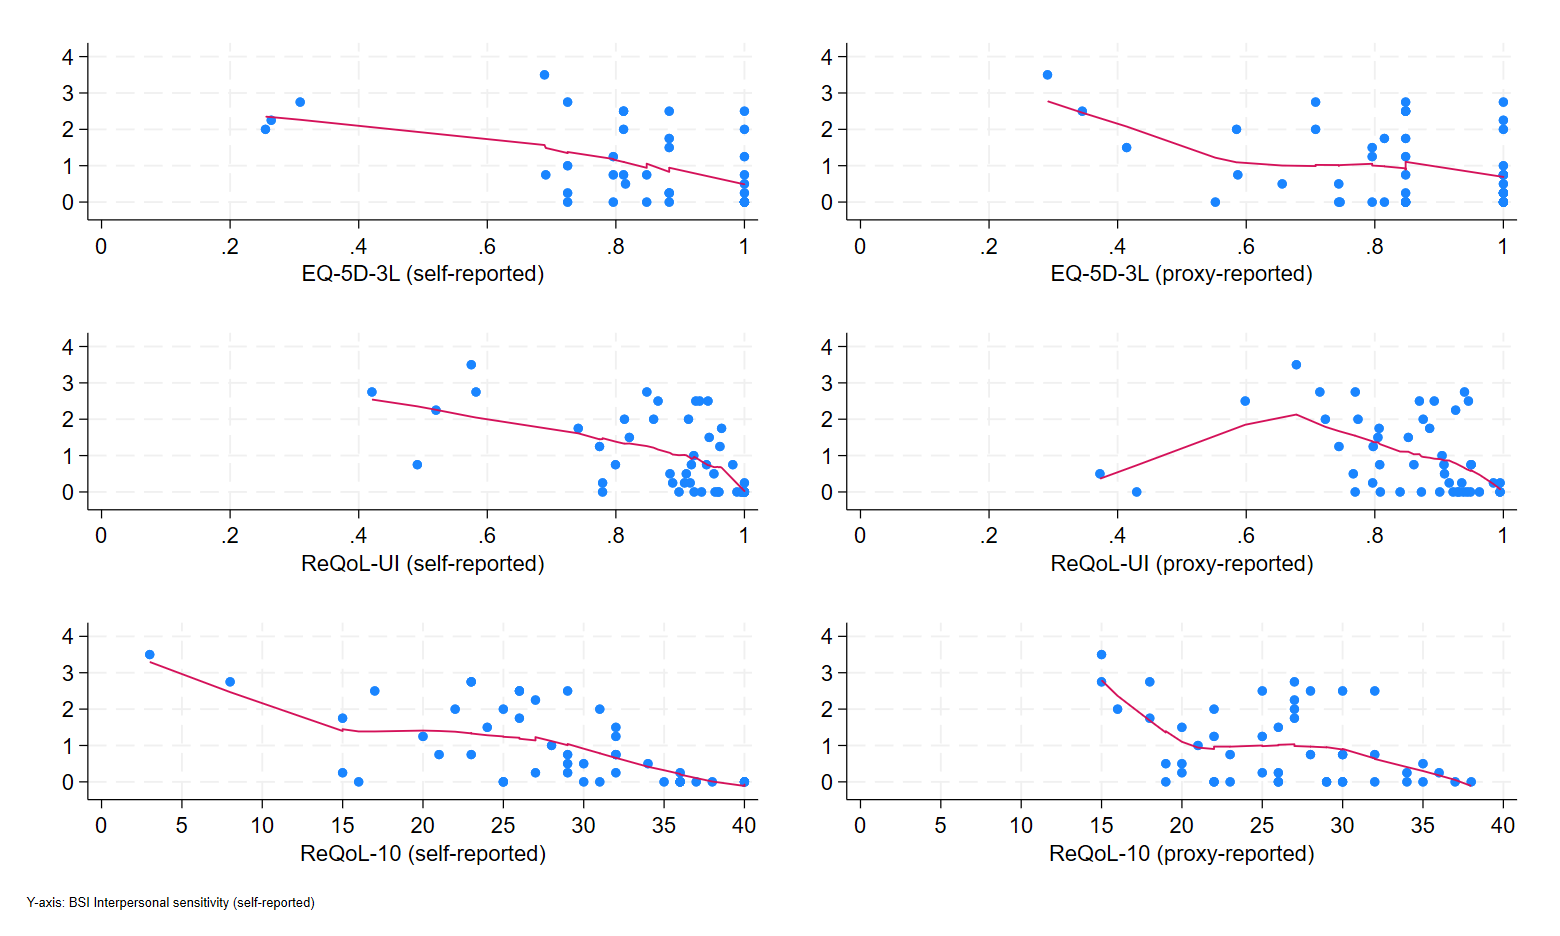 4
3
2
1
0
0 .2 .4 .6 .8 1
EQ-5D-3L (self-reported)
4
3
2
1
0
0 .2 .4 .6 .8 1
EQ-5D-3L (proxy-reported)
4
3
2
1
0
0 .2 .4 .6 .8 1
ReQoL-UI (self-reported)
4
3
2
1
0
0 .2 .4 .6 .8 1
ReQoL-UI (proxy-reported)
4
3
2
1
0
0 5 10 15 20 25 30 35 40
ReQoL-10 (self-reported)
4
3
2
1
0
0 5 10 15 20 25 30 35 40
ReQoL-10 (proxy-reported)
Y-axis: BSI Interpersonal sensitivity (self-reported)